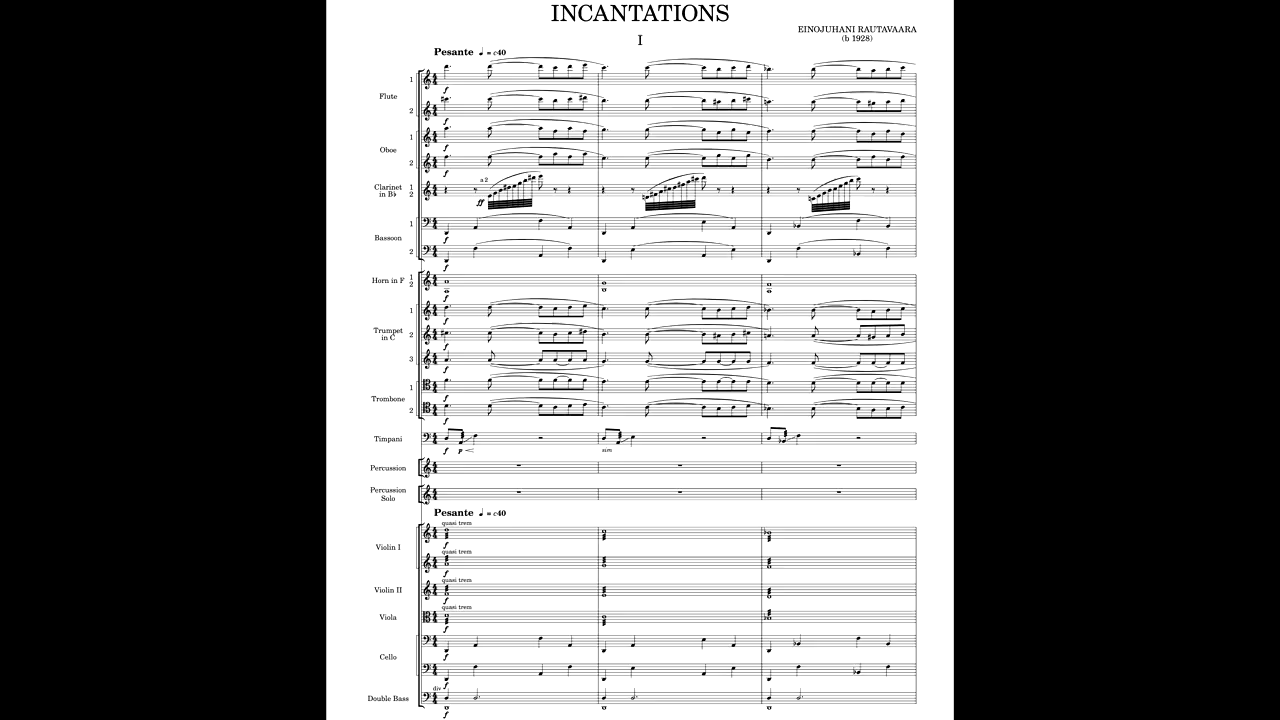 INCANTATIONS
EINOJUHANI RAUTAVAARA
(b 1928)
I
Pesante ♩ = c40
Flute 1
f
2
f
Oboe 1
f
2
f
Clarinet in B♭ 1 2
a 2
ff
Bassoon 1
f
2
f
Horn in F 1 2
f
Trumpet in C 1
f
2
f
3
f
Trombone 1
f
2
f
Timpani
f p sim
Percussion
Percussion Solo
Pesante ♩ = c40
quasi trem
Violin I
f
quasi trem
f
quasi trem
Violin II
f
quasi trem
Viola
f
Cello
f
f
div
Double Bass
f